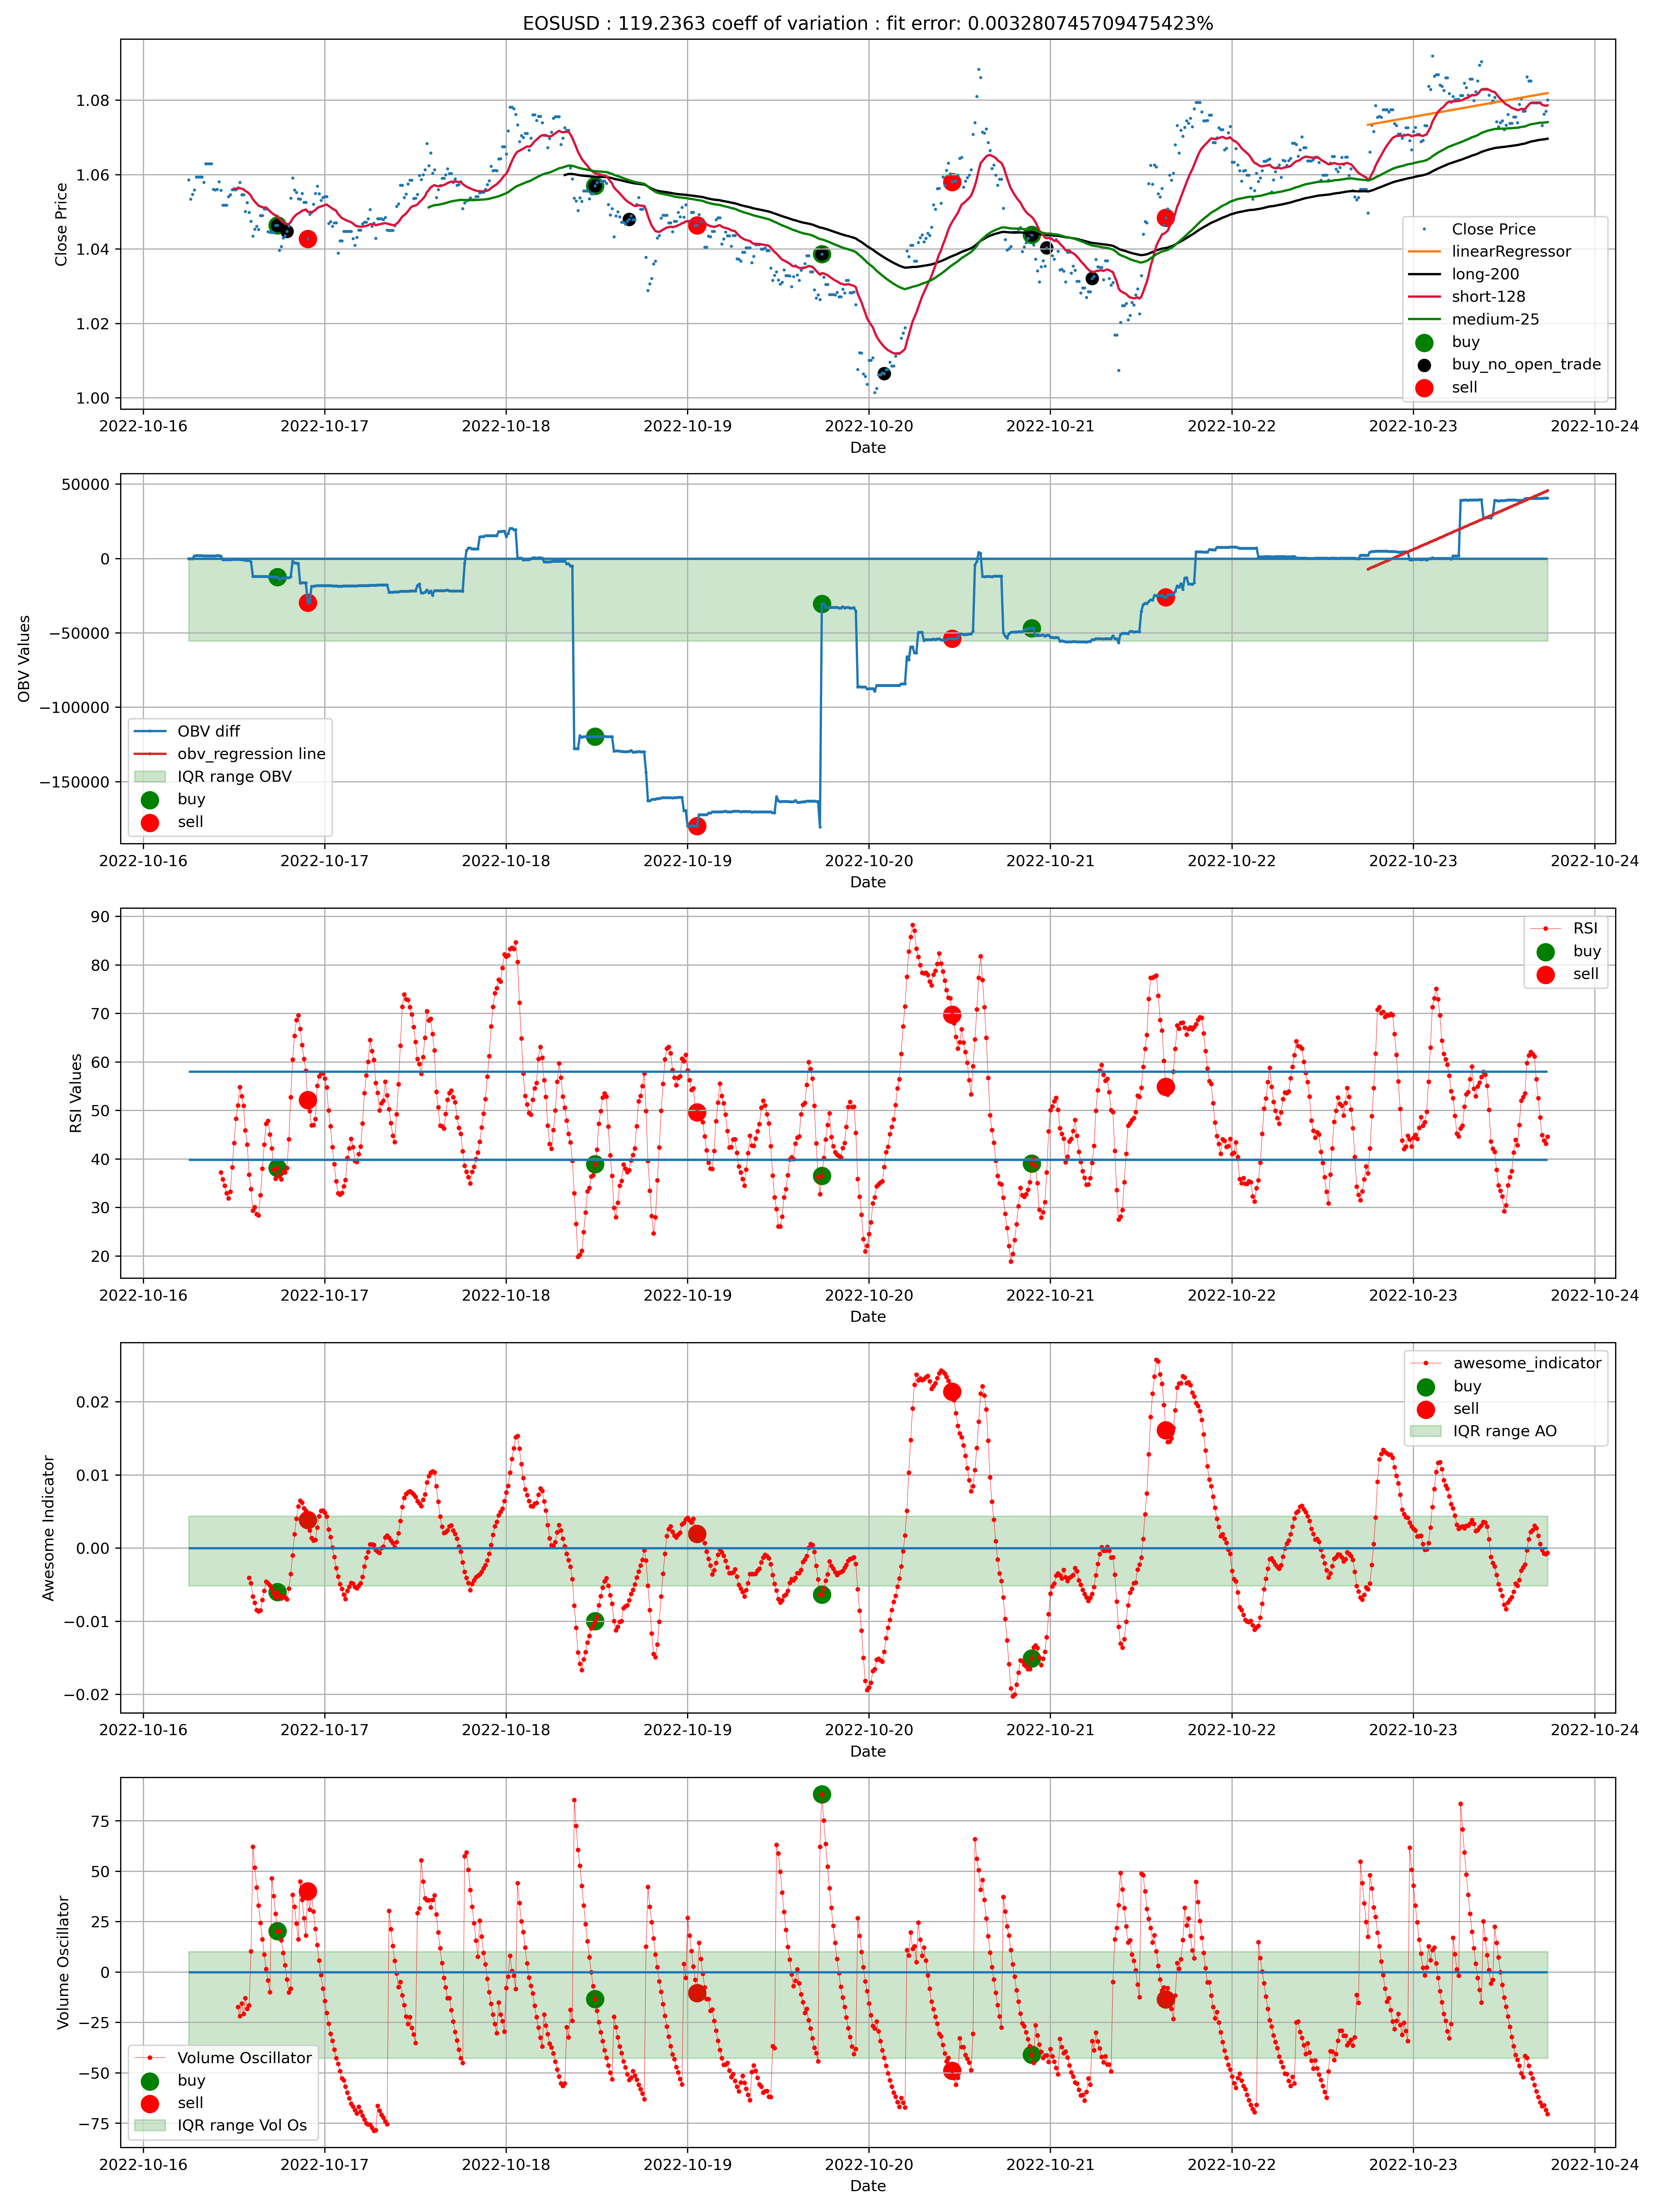 EOSUSD : 119.2363 coeff of variation : fit error: 0.003280745709475423%
Close Price
1.08
1.06
1.04
1.02
1.00
Close Price
linearRegressor
long-200
short-128
medium-25
buy
buy_no_open_trade
sell
2022-10-16 2022-10-17 2022-10-18 2022-10-19 2022-10-20 2022-10-21 2022-10-22 2022-10-23 2022-10-24
Date
OBV Values
50000
0
−50000
−100000
−150000
OBV diff
obv_regression line
IQR range OBV
buy
sell
2022-10-16 2022-10-17 2022-10-18 2022-10-19 2022-10-20 2022-10-21 2022-10-22 2022-10-23 2022-10-24
Date
RSI Values
90
80
70
60
50
40
30
20
RSI
buy
sell
2022-10-16 2022-10-17 2022-10-18 2022-10-19 2022-10-20 2022-10-21 2022-10-22 2022-10-23 2022-10-24
Date
Awesome Indicator
0.02
0.01
0.00
−0.01
−0.02
awesome_indicator
buy
sell
IQR range AO
2022-10-16 2022-10-17 2022-10-18 2022-10-19 2022-10-20 2022-10-21 2022-10-22 2022-10-23 2022-10-24
Date
Volume Oscillator
75
50
25
0
−25
−50
−75
Volume Oscillator
buy
sell
IQR range Vol Os
2022-10-16 2022-10-17 2022-10-18 2022-10-19 2022-10-20 2022-10-21 2022-10-22 2022-10-23 2022-10-24
Date